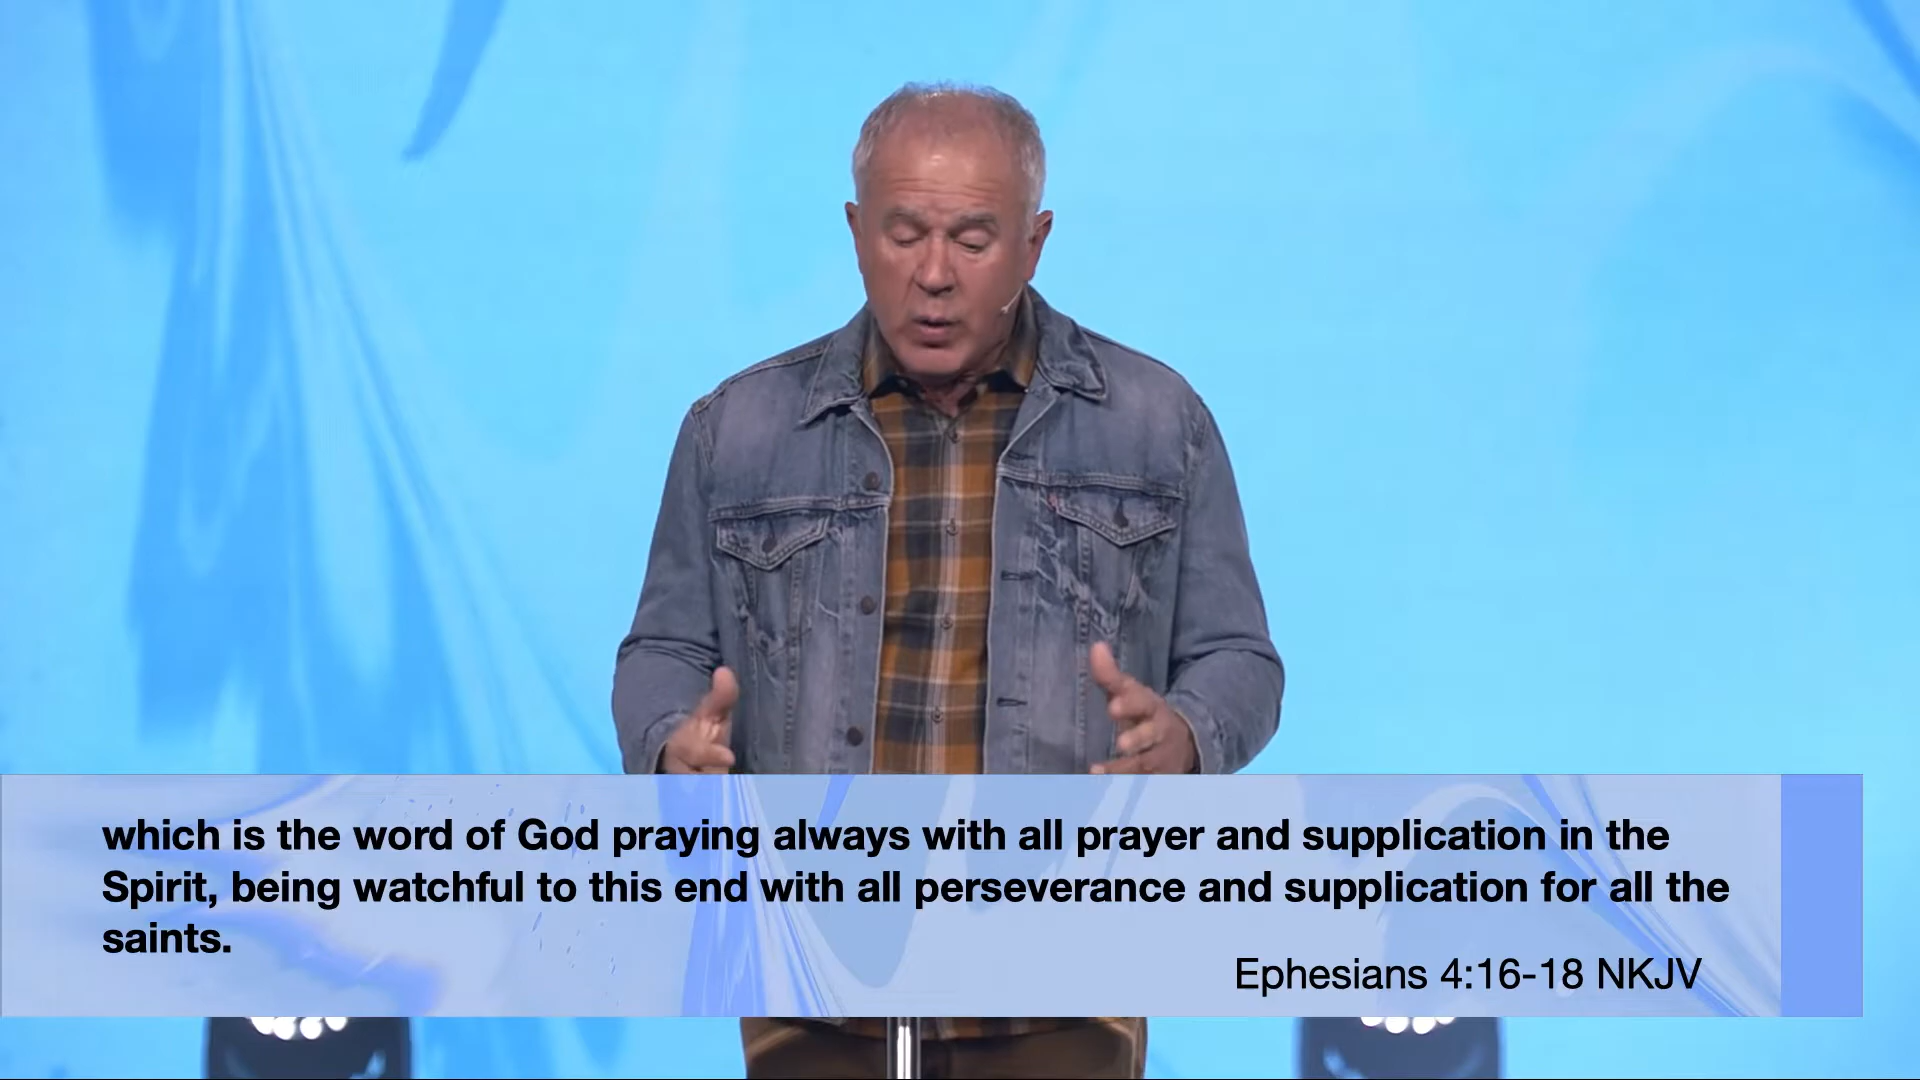 which is the word of God praying always with all prayer and supplication in the
Spirit, being watchful to this end with all perseverance and supplication for all the
saints.
Ephesians 4:16-18 NKJV